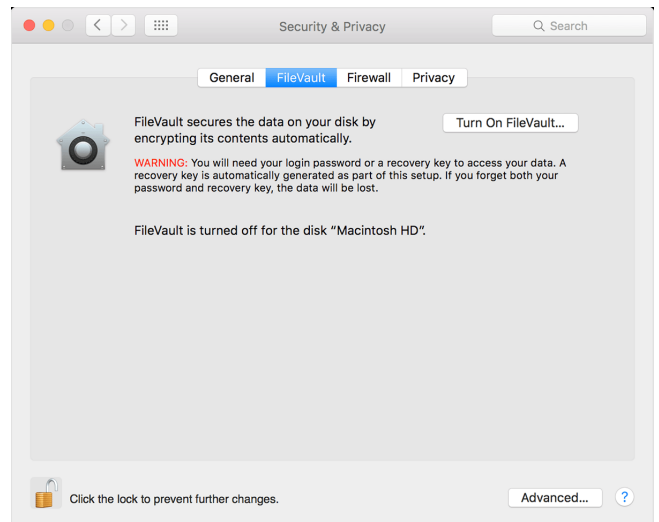 Security & Privacy
Search
General
FileVault
Firewall
Privacy
FileVault secures the data on your disk by
encrypting its contents automatically.
Turn On FileVault...
WARNING: You will need your login password or a recovery key to access your data. A
recovery key is automatically generated as part of this setup. If you forget both your
password and recovery key, the data will be lost.
FileVault is turned off for the disk “Macintosh HD”.
Click the lock to prevent further changes.
Advanced...
?